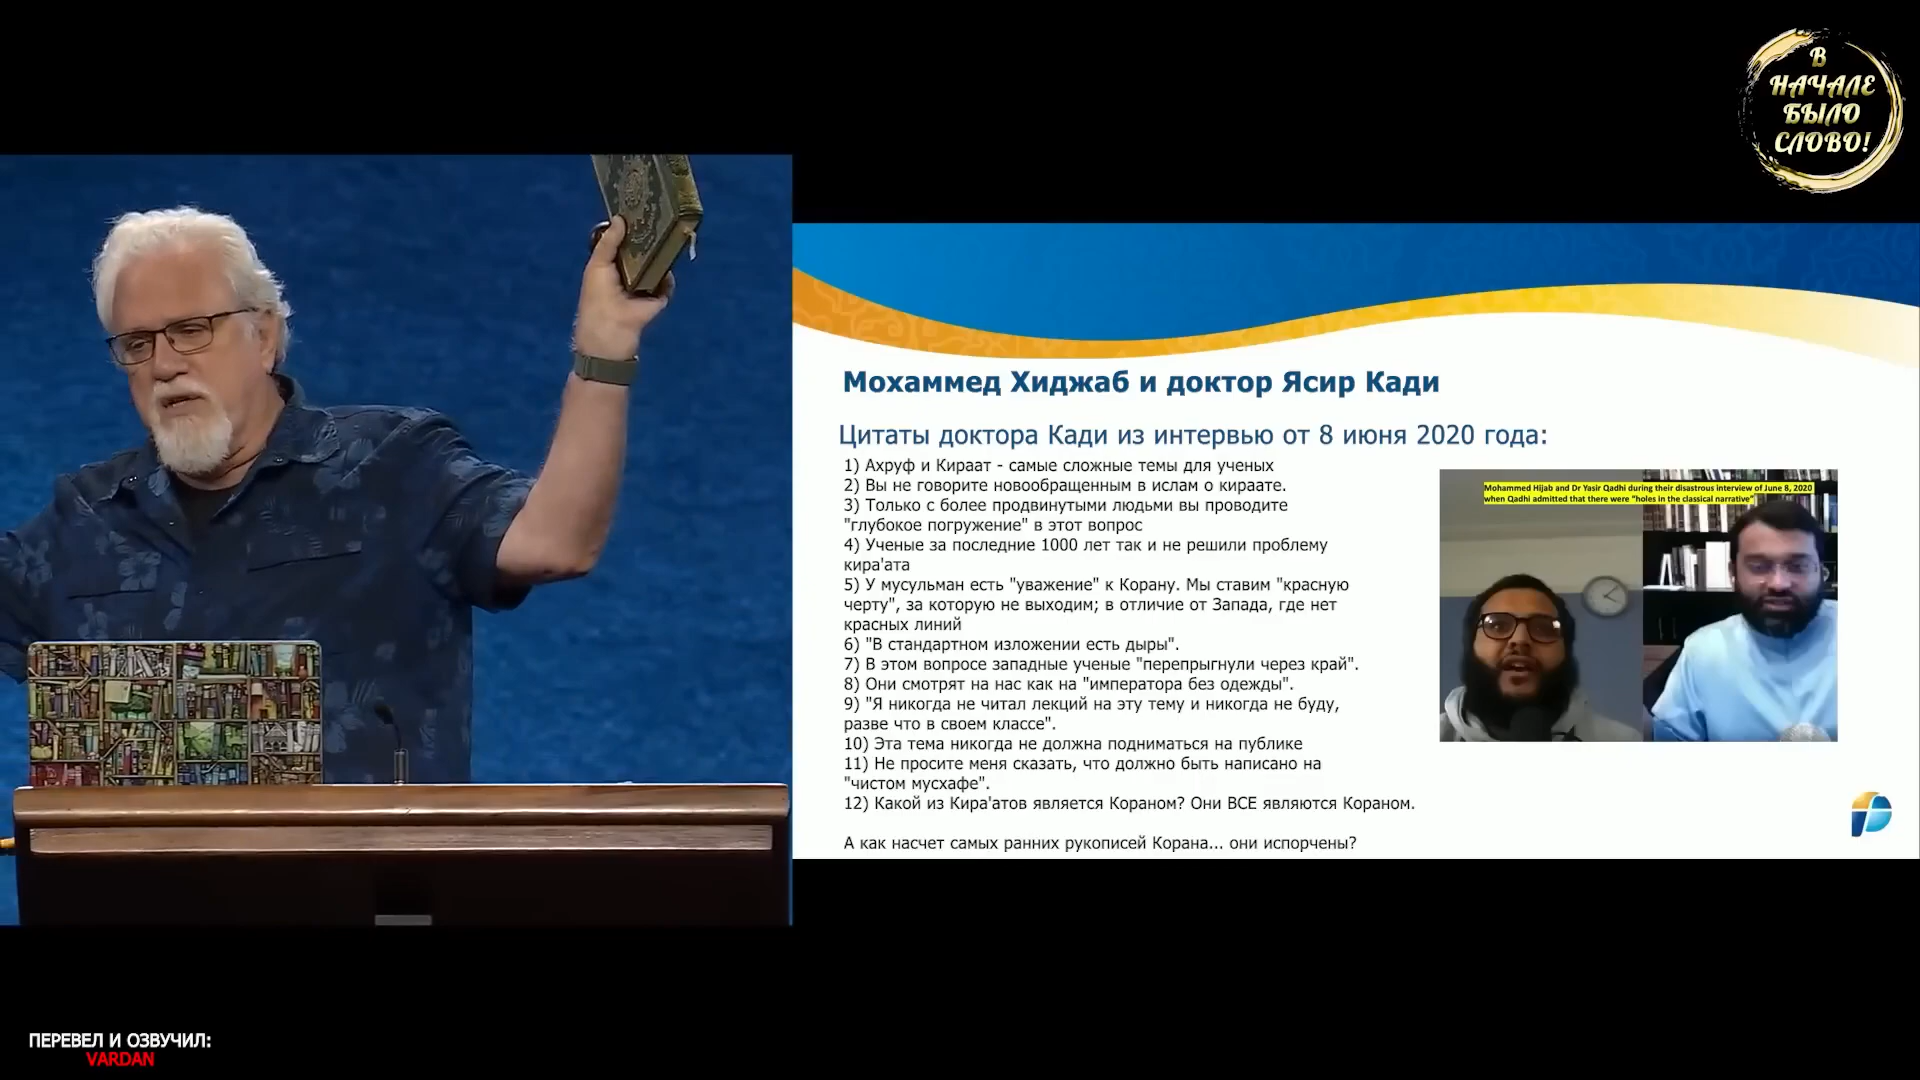 В
НАЧАЛЕ
БЫЛО
СЛОВО!
Мохаммед Хиджаб и доктор Ясир Кади
Цитаты доктора Кади из интервью от 8 июня 2020 года:
1) Ахруф и Кираат - самые сложные темы для ученых
2) Вы не говорите новообращенным в ислам о кираате.
3) Только с более продвинутыми людьми вы проводите
"глубокое погружение" в этот вопрос
4) Ученые за последние 1000 лет так и не решили проблему
кира'ата
5) У мусульман есть "уважение" к Корану. Мы ставим "красную
черту", за которую не выходим; в отличие от Запада, где нет
красных линий
6) "В стандартном изложении есть дыры".
7) В этом вопросе западные ученые "перепрыгнули через край".
8) Они смотрят на нас как на "императора без одежды".
9) "Я никогда не читал лекций на эту тему и никогда не буду,
разве что в своем классе".
10) Эта тема никогда не должна подниматься на публике
11) Не просите меня сказать, что должно быть написано на
"чистом мусхафе".
12) Какой из Кира'атов является Кораном? Они ВСЕ являются Кораном.
А как насчет самых ранних рукописей Корана... они испорчены?
Mohammed Hijab and Dr Yasir Qadhi during their disastrous interview of June 8, 2020
when Qadhi admitted that there were "holes in the classical narrative"
ПЕРЕВЕЛ И ОЗВУЧИЛ:
VARDAN